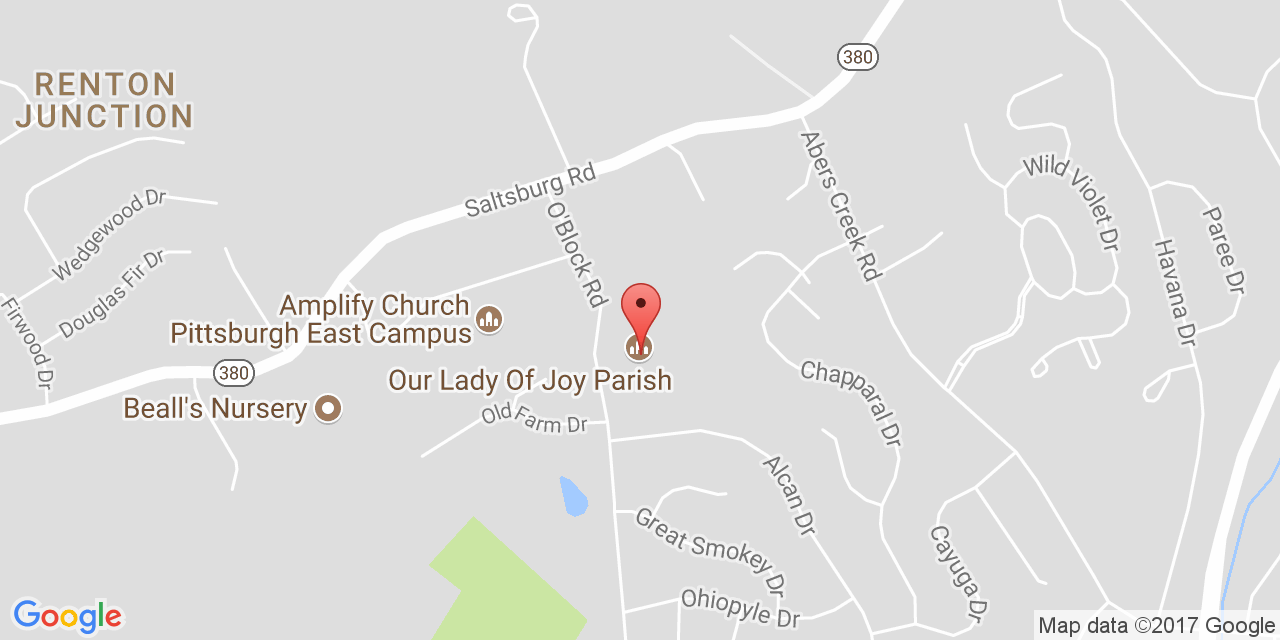 380
RENTON
JUNCTION
Saltsburg Rd
Abers Creek Rd
Wild Violet Dr
Wedgewood Dr
O'Block Rd
Paree Dr
Havana Dr
Douglas Fir Dr
Firwood Dr
Amplify Church
Pittsburgh East Campus
380
Our Lady Of Joy Parish
Chapparal Dr
Beall's Nursery
Old Farm Dr
Alcan Dr
Great Smokey Dr
Cayuga Dr
Ohiopyle Dr
Google
Map data ©2017 Google